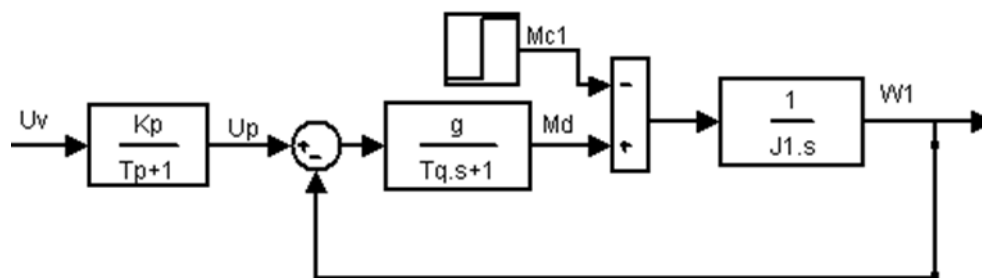 Mc1
Uv
Kp
Tp+1
Up
+
-
g
Tq.s+1
Md
-
+
1
J1.s
W1